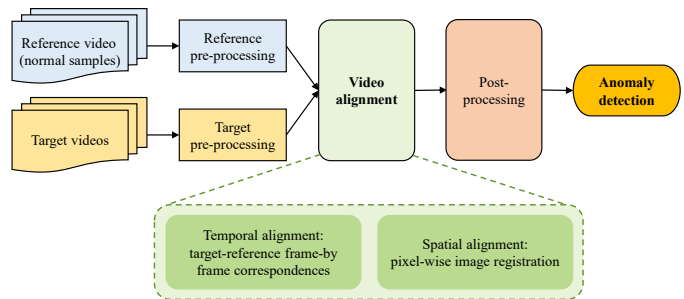 Reference video
(normal samples)
Reference
pre-processing
Target videos
Target
pre-processing
Video
alignment
Post-
processing
Anomaly
detection
Temporal alignment:
target-reference frame-by
frame correspondences
Spatial alignment:
pixel-wise image registration